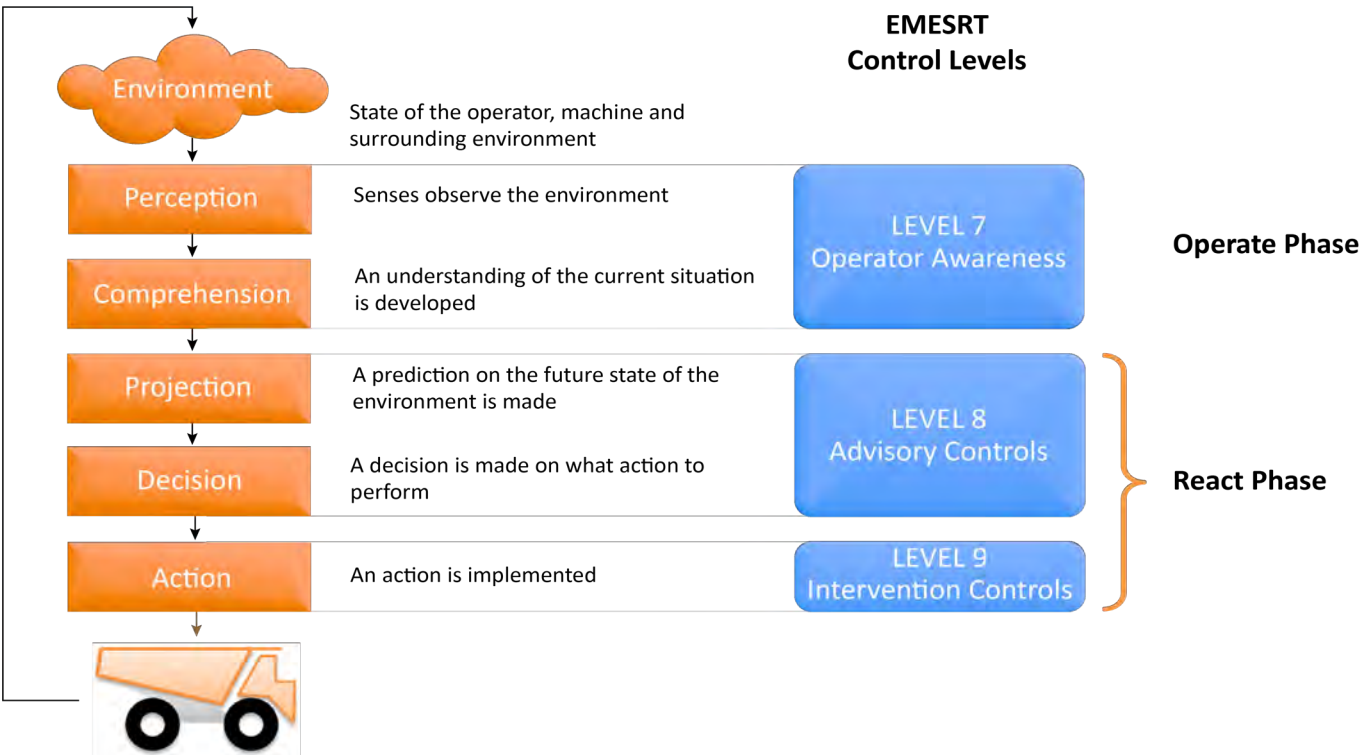 EMESRT
Control Levels
Environment
State of the operator, machine and
surrounding environment
Perception
Senses observe the environment
LEVEL 7
Operator Awareness
Operate Phase
Comprehension
An understanding of the current situation
is developed
Projection
A prediction on the future state of the
environment is made
LEVEL 8
Advisory Controls
React Phase
Decision
A decision is made on what action to
perform
Action
An action is implemented
LEVEL 9
Intervention Controls